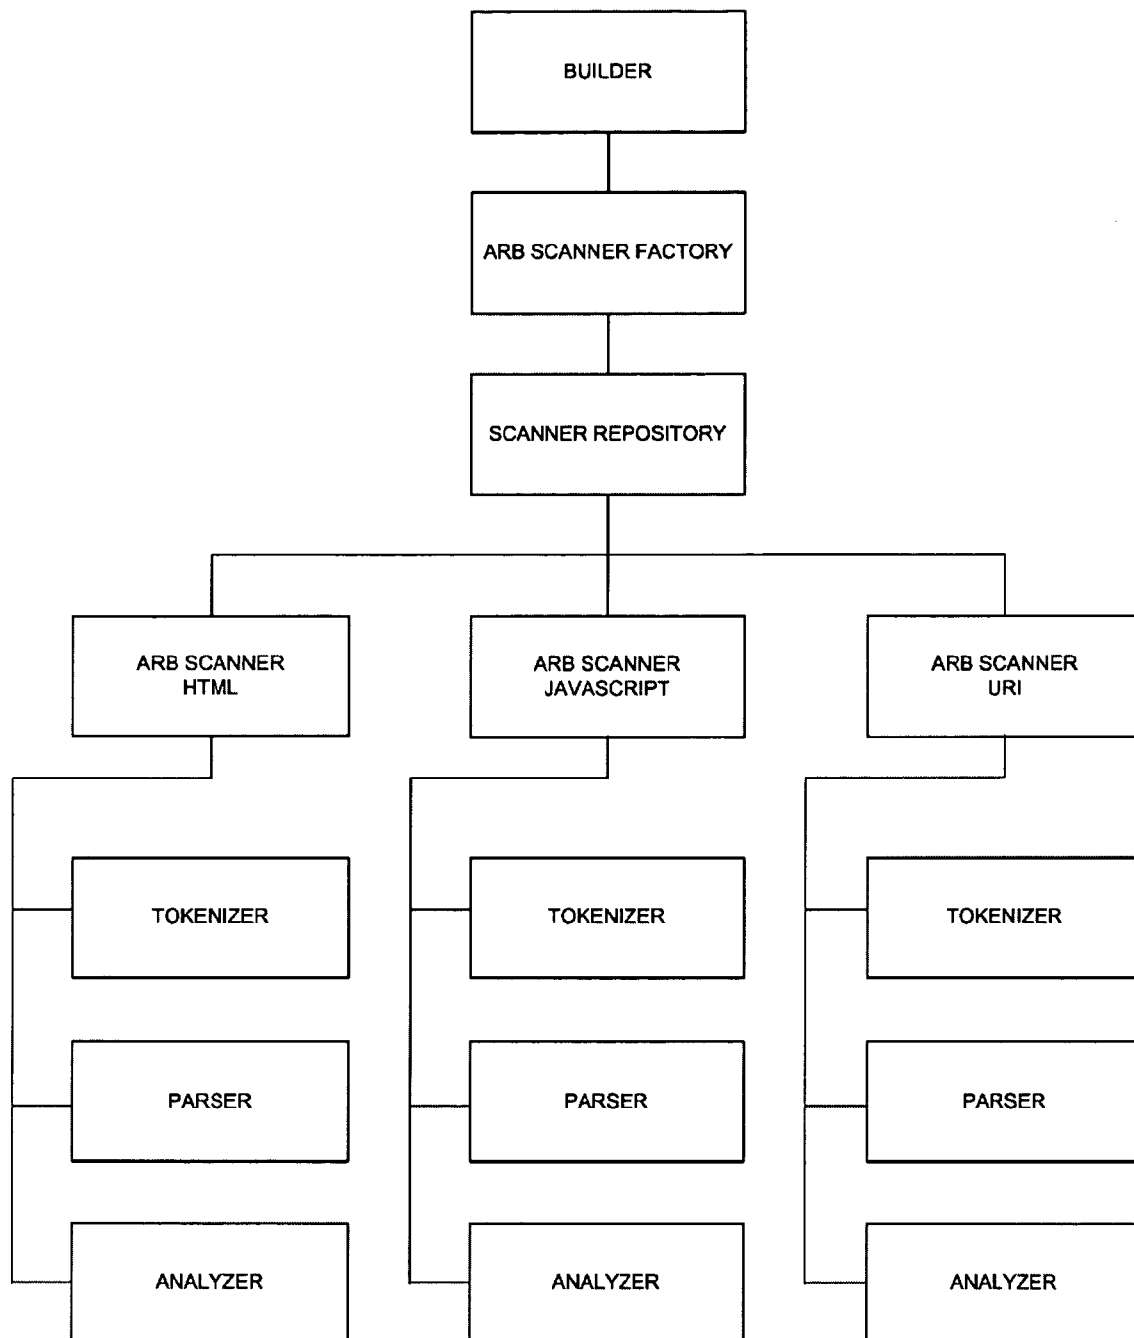 BUILDER
ARB SCANNER FACTORY
SCANNER REPOSITORY
ARB SCANNER
HTML
ARB SCANNER
JAVASCRIPT
ARB SCANNER
URI
TOKENIZER
TOKENIZER
TOKENIZER
PARSER
PARSER
PARSER
ANALYZER
ANALYZER
ANALYZER